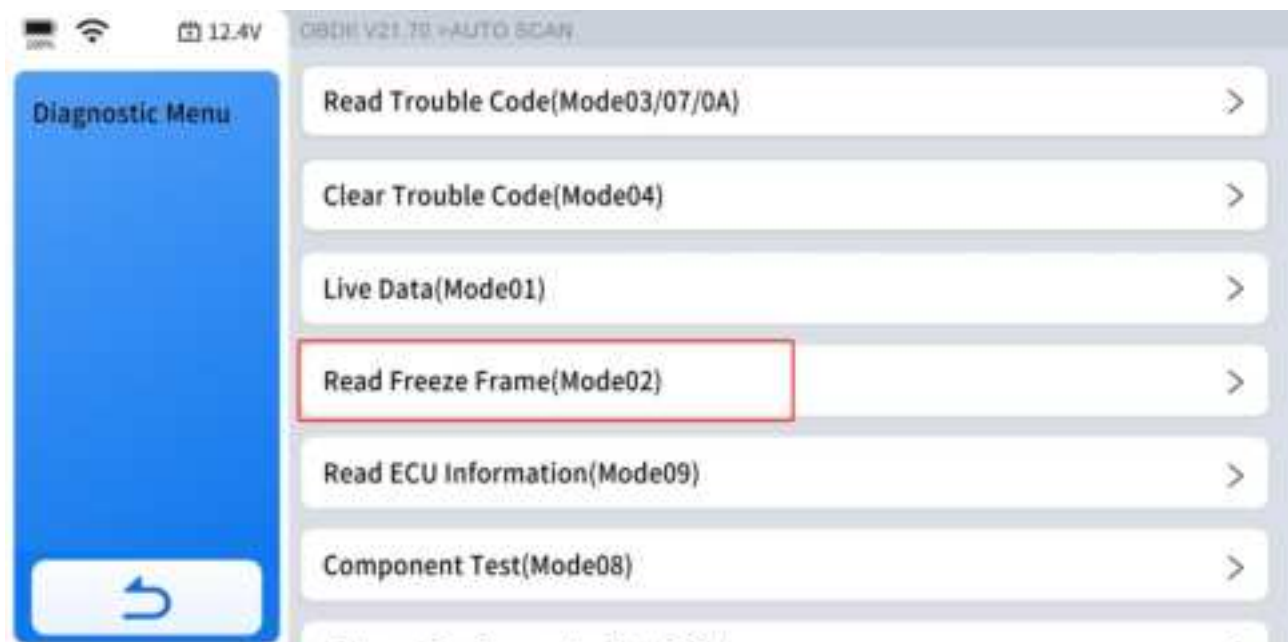 100%
12.4V
OBDII V21.70 >AUTO SCAN
Diagnostic Menu
Read Trouble Code(Mode03/07/0A)
Clear Trouble Code(Mode04)
Live Data(Mode01)
Read Freeze Frame(Mode02)
Read ECU Information(Mode09)
Component Test(Mode08)